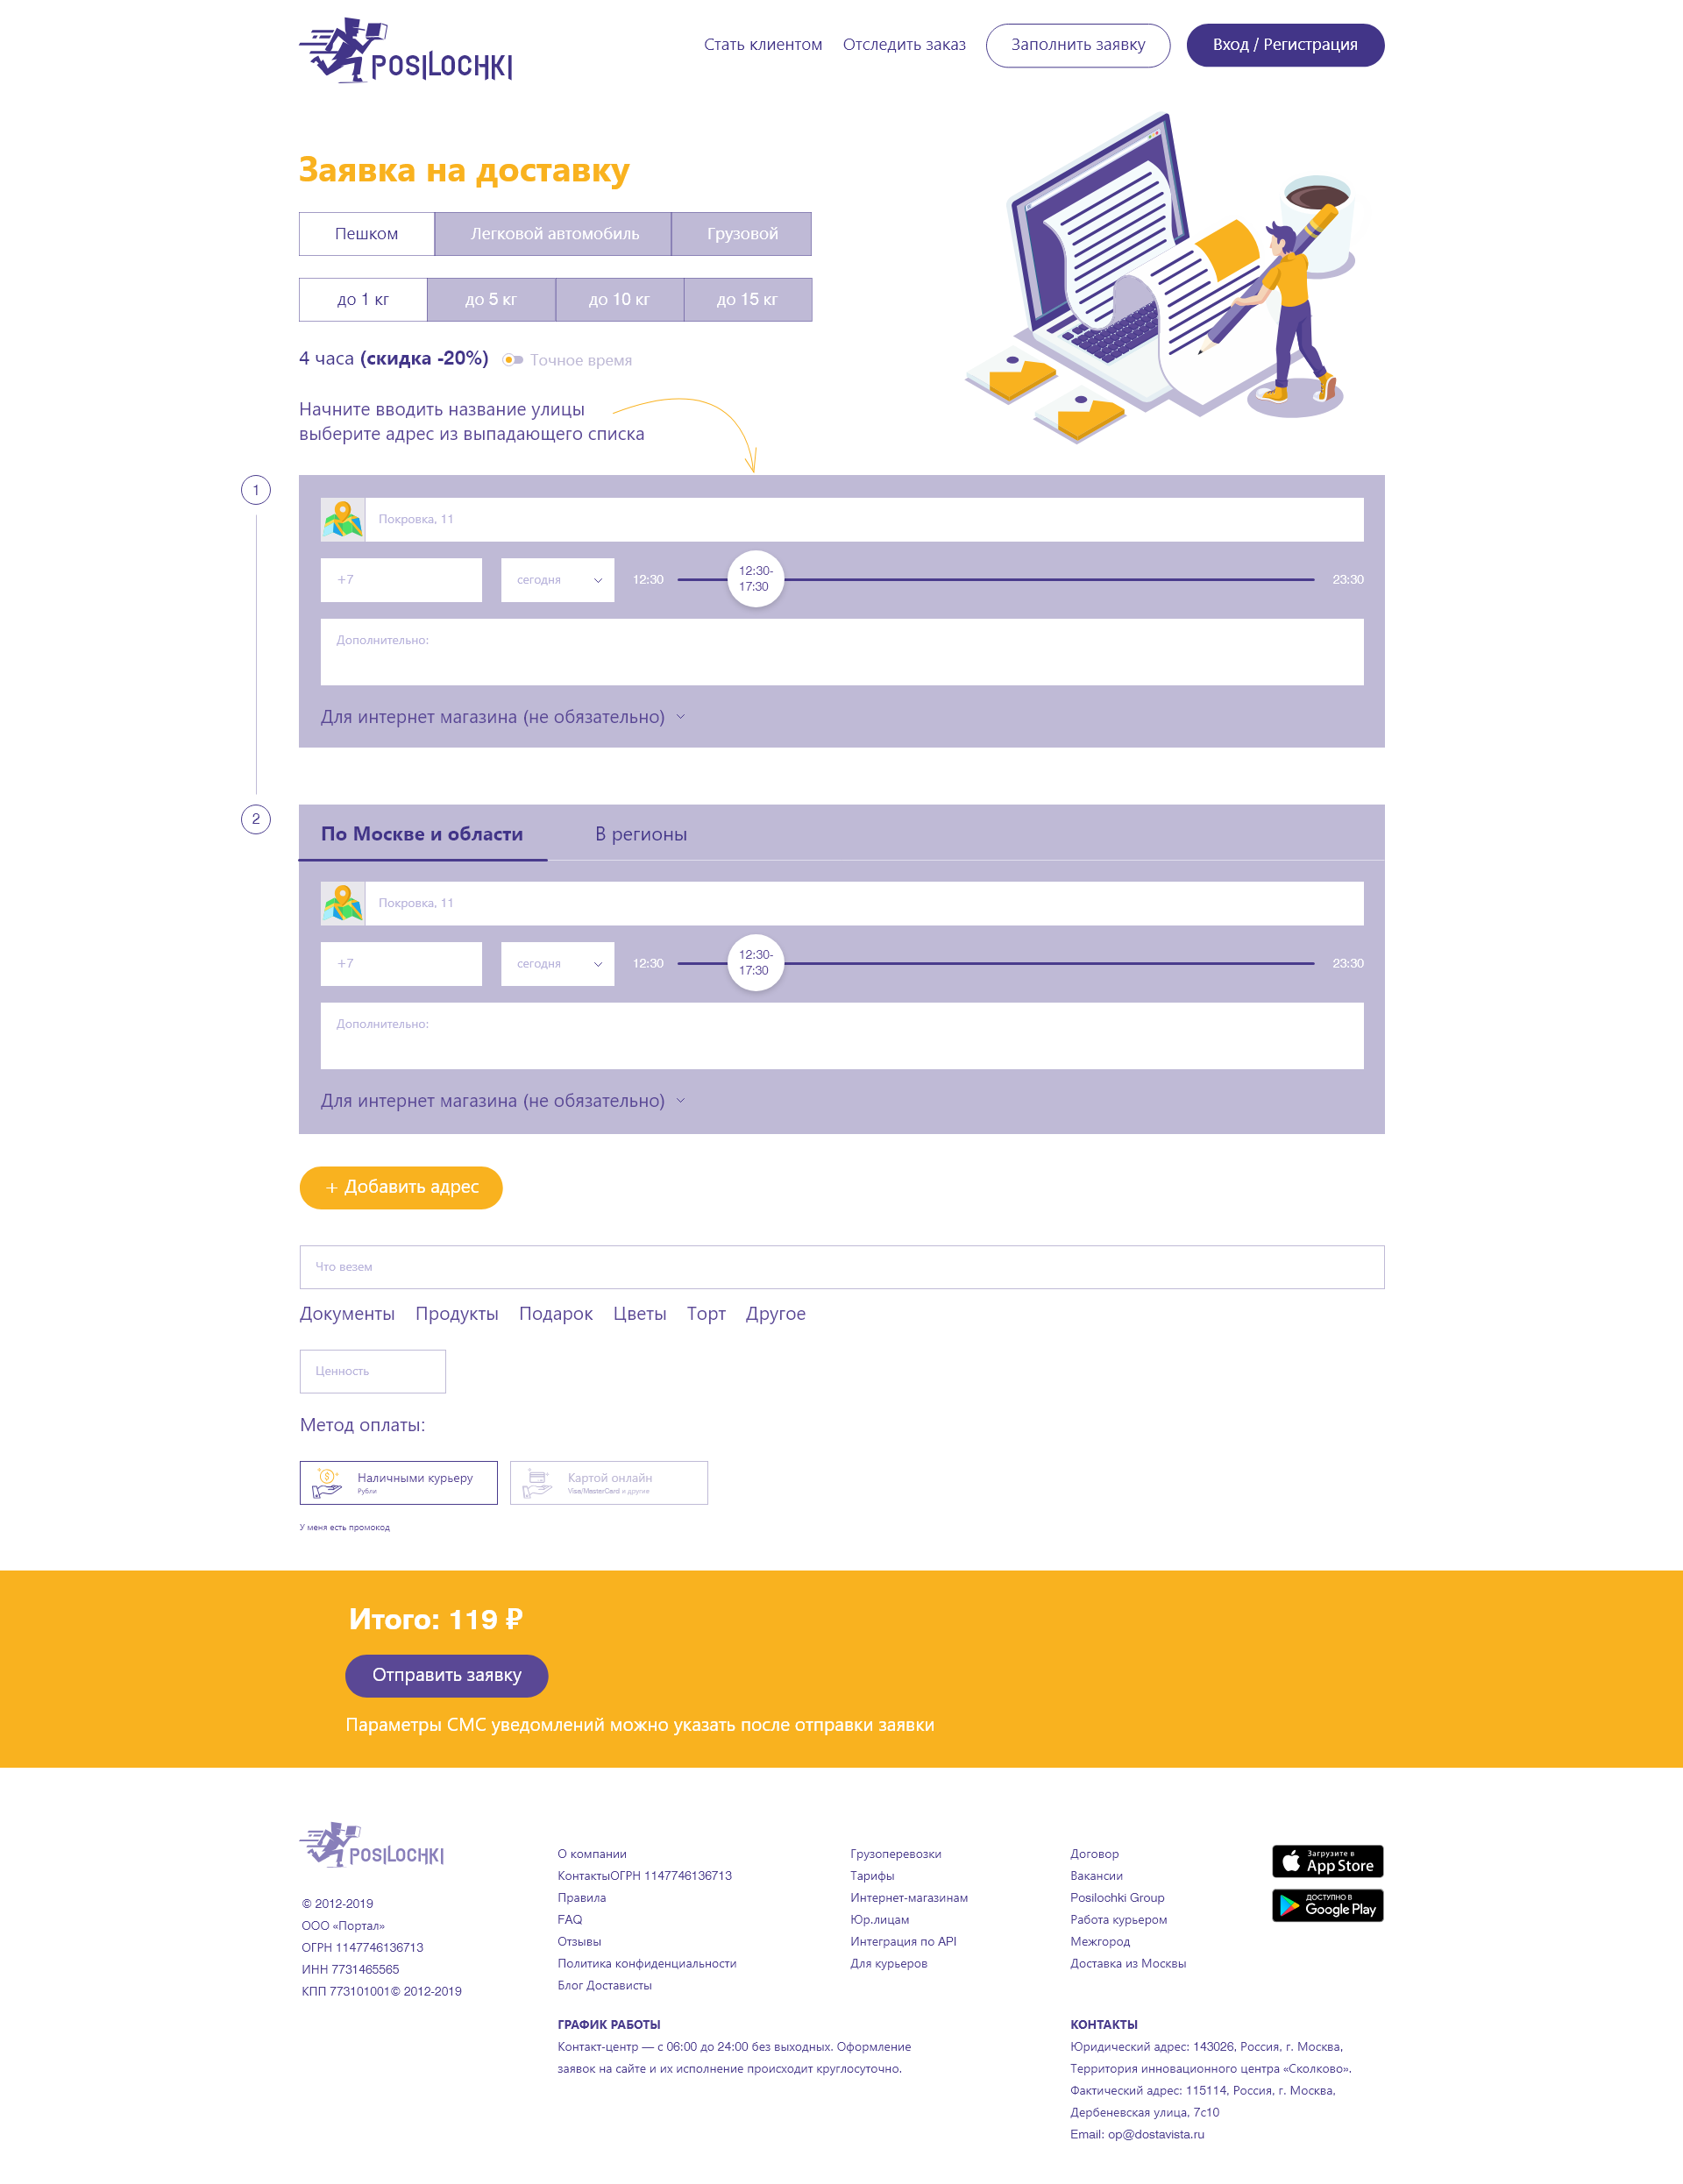 POSILOCHKI
Стать клиентом
Отследить заказ
Заполнить заявку
Вход / Регистрация
Заявка на доставку
Пешком
Легковой автомобиль
Грузовой
до 1 кг
до 5 кг
до 10 кг
до 15 кг
4 часа (скидка -20%)
Точное время
Начните вводить название улицы
выберите адрес из выпадающего списка
1
Покровка, 11
+7
сегодня
12:30
12:30-
17:30
23:30
Дополнительно:
Для интернет магазина (не обязательно)
2
По Москве и области
В регионы
Покровка, 11
+7
сегодня
12:30
12:30-
17:30
23:30
Дополнительно:
Для интернет магазина (не обязательно)
+ Добавить адрес
Что везем
Документы
Продукты
Подарок
Цветы
Торт
Другое
Ценность
Метод оплаты:
Наличными курьеру
Рубли
Картой онлайн
Visa/MasterCard и другие
У меня есть промокод
Итого: 119 ₽
Отправить заявку
Параметры СМС уведомлений можно указать после отправки заявки
POSILOCHKI
© 2012-2019
ООО «Портал»
ОГРН 1147746136713
ИНН 7731465565
КПП 773101001© 2012-2019
О компании
КонтактыОГРН 1147746136713
Правила
FAQ
Отзывы
Политика конфиденциальности
Блог Достависты
Грузоперевозки
Тарифы
Интернет-магазинам
Юр.лицам
Интеграция по API
Для курьеров
Договор
Вакансии
Posilochki Group
Работа курьером
Межгород
Доставка из Москвы
Загрузите в
App Store
ДОСТУПНО В
Google Play
ГРАФИК РАБОТЫ
Контакт-центр — с 06:00 до 24:00 без выходных. Оформление
заявок на сайте и их исполнение происходит круглосуточно.
КОНТАКТЫ
Юридический адрес: 143026, Россия, г. Москва,
Территория инновационного центра «Сколково».
Фактический адрес: 115114, Россия, г. Москва,
Дербеневская улица, 7с10
Email: op@dostavista.ru